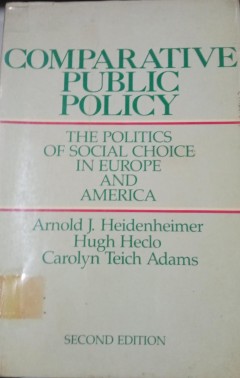 COMPARATIVE
PUBLIC
POLICY
THE POLITICS
OF SOCIAL CHOICE
IN EUROPE
AND
AMERICA
Arnold J. Heidenheimer
Hugh Heclo
Carolyn Teich Adams
SECOND EDITION